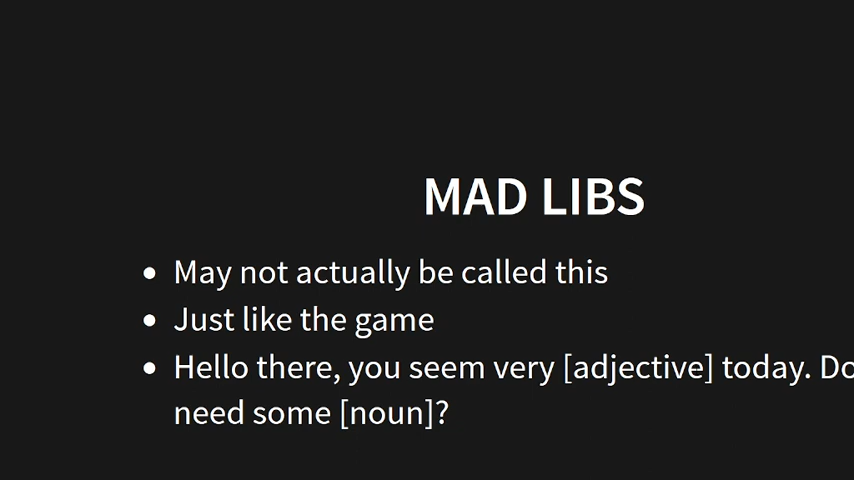 MAD LIBS
May not actually be called this
Just like the game
Hello there, you seem very [adjective] today. Do
need some [noun]?